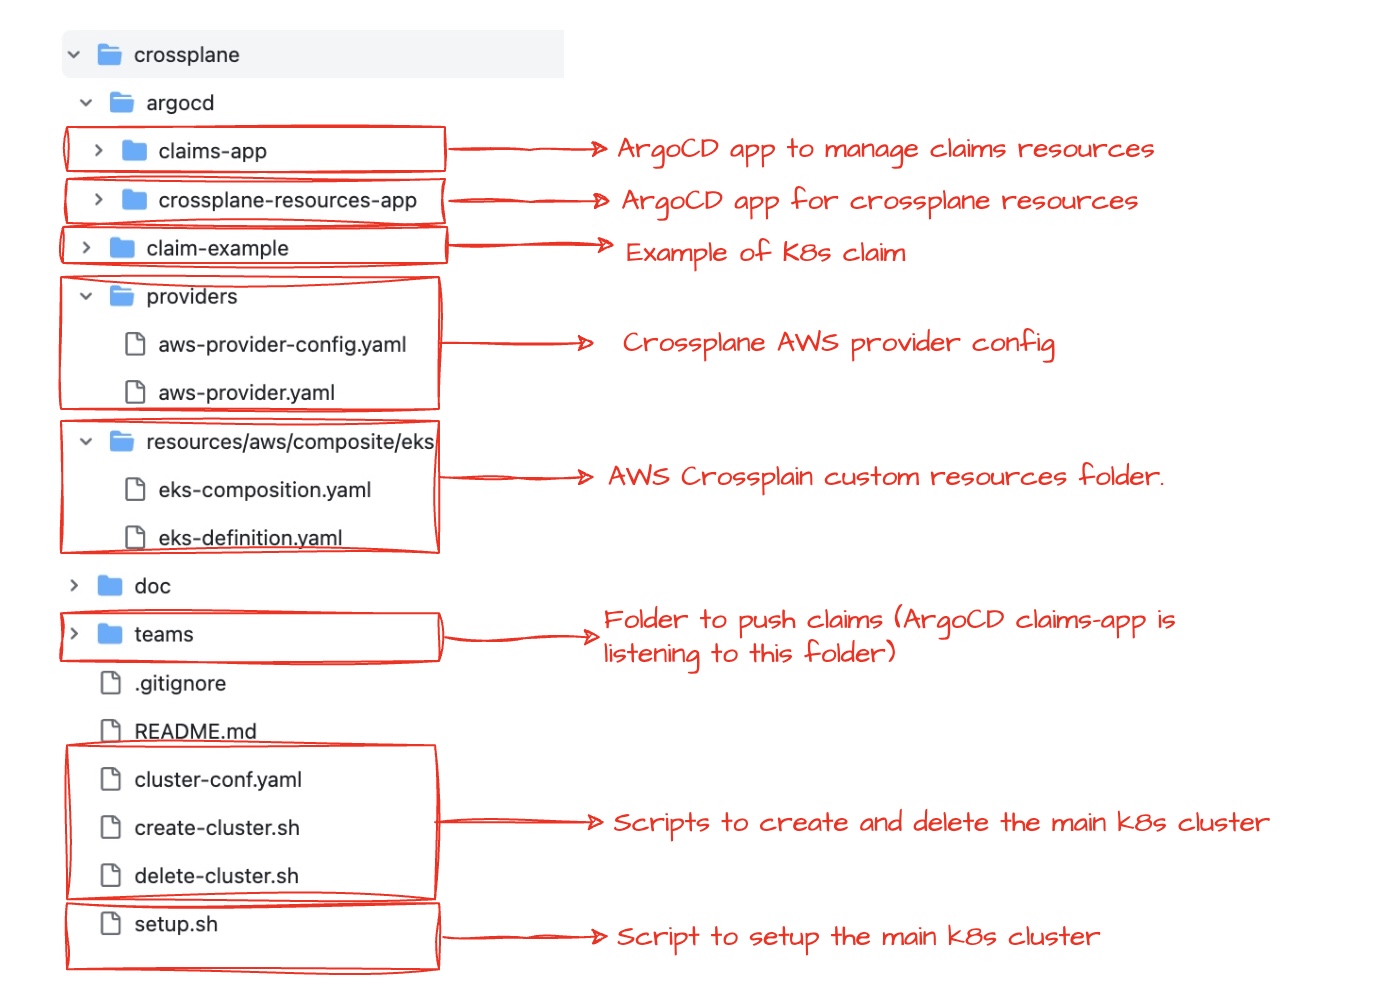 crossplane
argocd
claims-app
ArgoCD app to manage claims resources
crossplane-resources-app
ArgoCD app for crossplane resources
claim-example
Example of K8s claim
providers
aws-provider-config.yaml
Crossplane AWS provider config
aws-provider.yaml
resources/aws/composite/eks
AWS Crossplain custom resources folder.
eks-composition.yaml
eks-definition.yaml
doc
teams
Folder to push claims (ArgoCD claims-app is
listening to this folder)
.gitignore
README.md
cluster-conf.yaml
create-cluster.sh
Scripts to create and delete the main k8s cluster
delete-cluster.sh
setup.sh
Script to setup the main k8s cluster